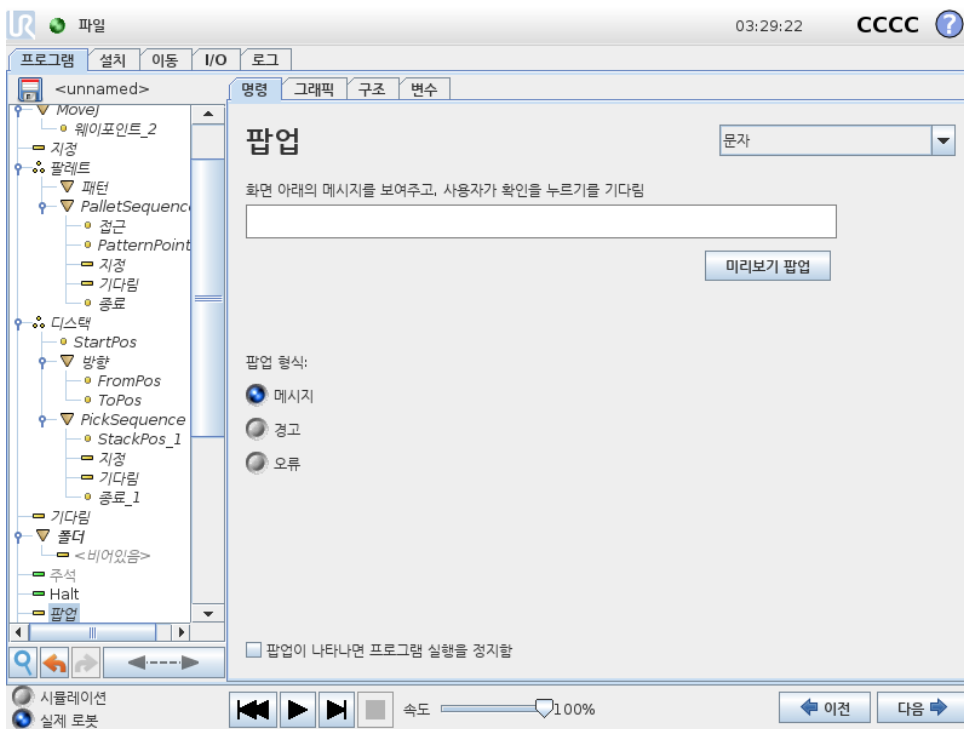 UR 파일 03:29:22 CCCC ?
프로그램 설치 이동 I/O 로그
<unnamed>
MoveJ
웨이포인트_2
지정
팔레트
패턴
PalletSequenc
접근
PatternPoint
지정
기다림
종료
디스택
StartPos
방향
FromPos
ToPos
PickSequence
StackPos_1
지정
기다림
종료_1
기다림
폴더
<비어있음>
주석
Halt
팝업
명령 그래픽 구조 변수
팝업
문자
화면 아래의 메시지를 보여주고, 사용자가 확인을 누르기를 기다림
미리보기 팝업
팝업 형식:
메시지
경고
오류
팝업이 나타나면 프로그램 실행을 정지함
시뮬레이션
실제 로봇
속도 100%
이전 다음